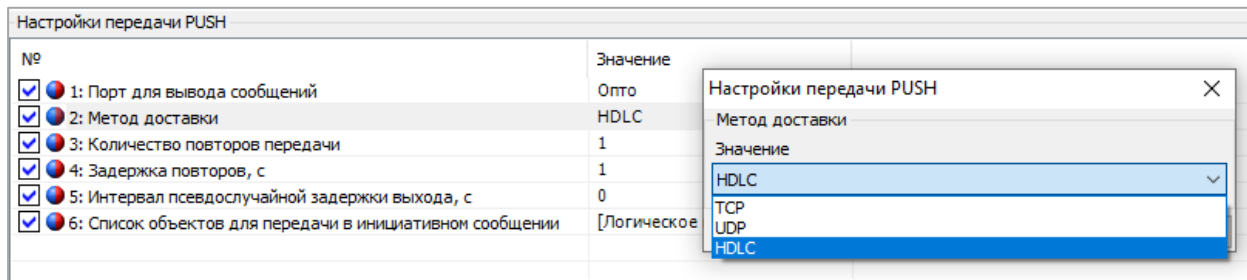 Настройки передачи PUSH
№ Значение
1: Порт для вывода сообщений Опто
2: Метод доставки HDLC
3: Количество повторов передачи 1
4: Задержка повторов, с 1
5: Интервал псевдослучайной задержки выхода, с 0
6: Список объектов для передачи в инициативном сообщении [Логическое
Настройки передачи PUSH
Метод доставки
Значение
HDLC
TCP
UDP
HDLC